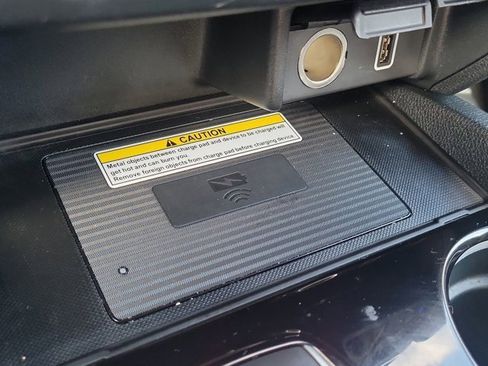 CAUTION
Metal objects between charge pad and device to be charged will
get hot and can burn you.
Remove foreign objects from charge pad before charging device